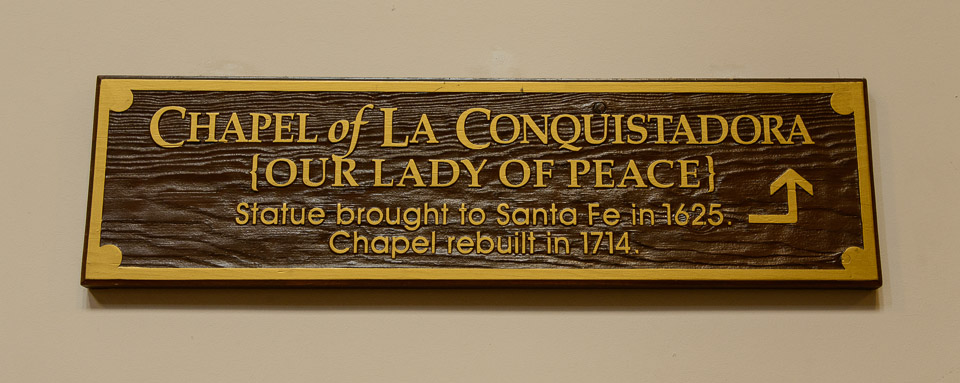 CHAPEL of LA CONQUISTADORA
{OUR LADY OF PEACE}
Statue brought to Santa Fe in 1625.
Chapel rebuilt in 1714.